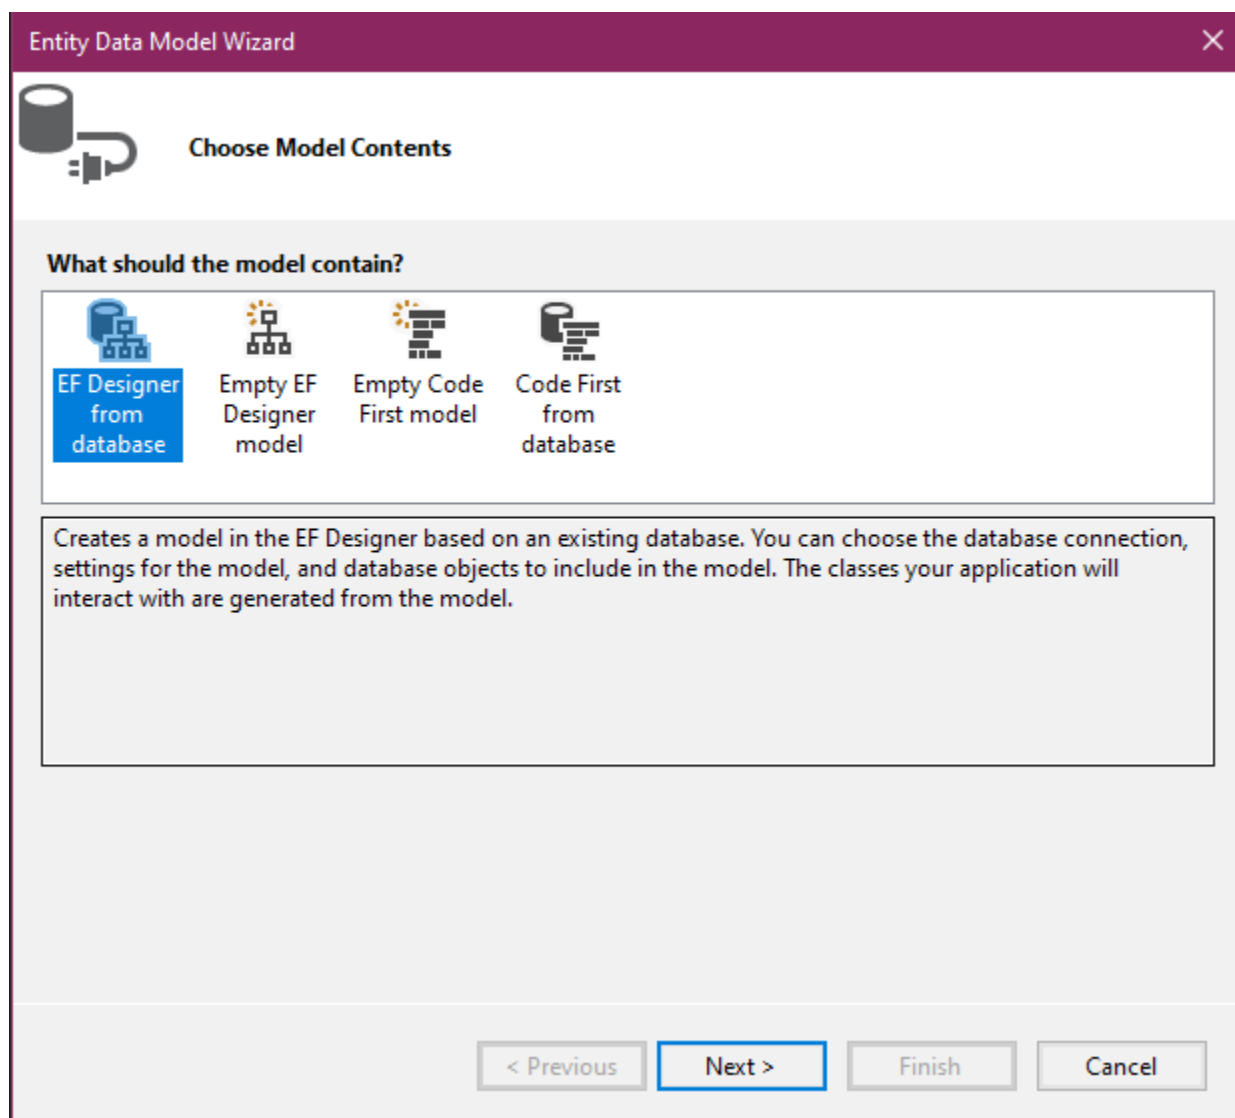 Entity Data Model Wizard
Choose Model Contents
What should the model contain?
EF Designer
from
database
Empty EF
Designer
model
Empty Code
First model
Code First
from
database
Creates a model in the EF Designer based on an existing database. You can choose the database connection,
settings for the model, and database objects to include in the model. The classes your application will
interact with are generated from the model.
< Previous
Next >
Finish
Cancel